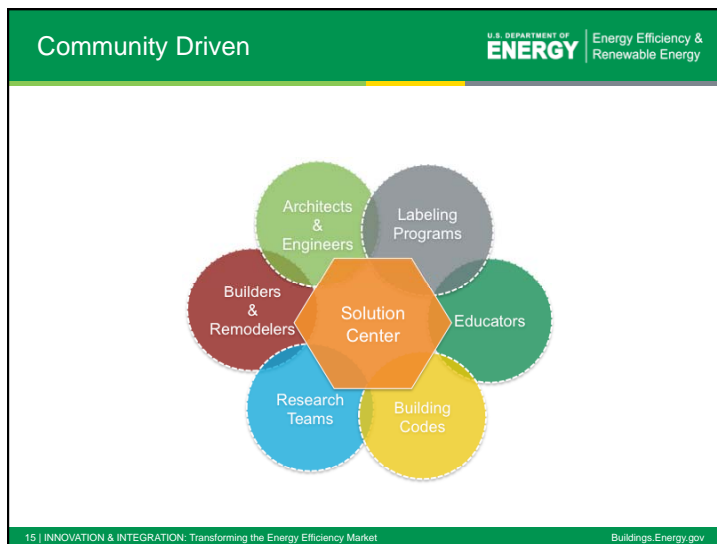 Community Driven
U.S. DEPARTMENT OF
ENERGY
Energy Efficiency &
Renewable Energy
Architects
&
Engineers
Labeling
Programs
Builders
&
Remodelers
Solution
Center
Educators
Research
Teams
Building
Codes
15 | INNOVATION & INTEGRATION: Transforming the Energy Efficiency Market
Buildings.Energy.gov